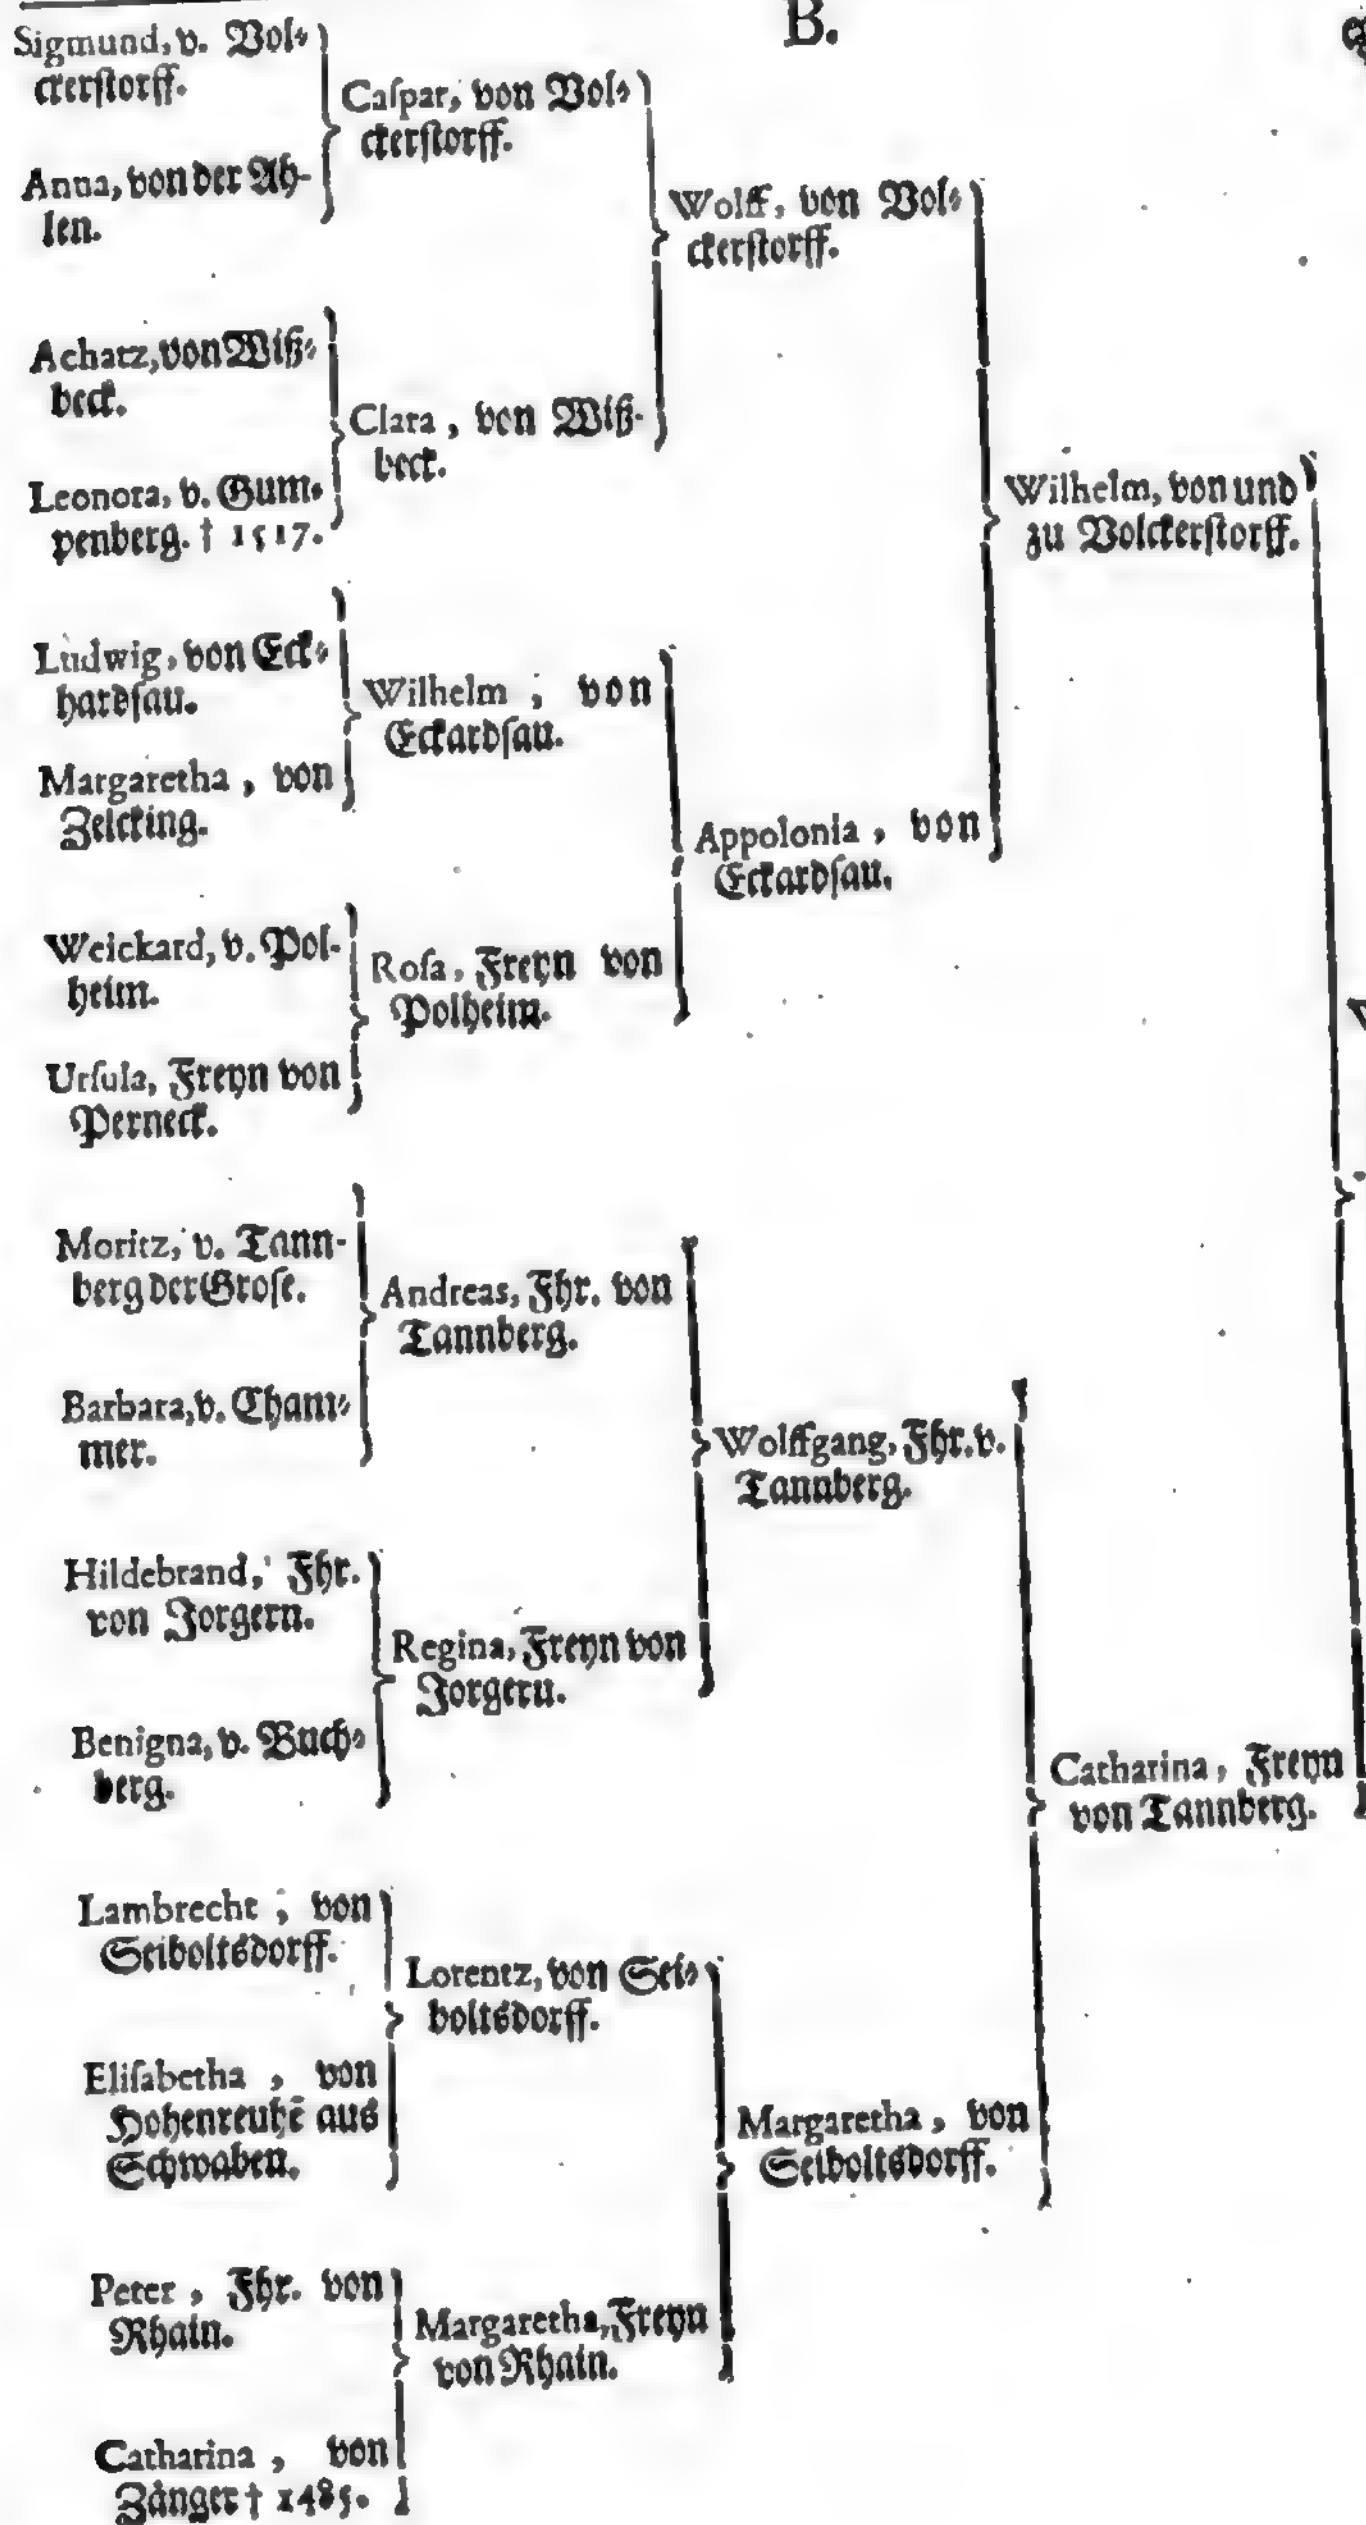 B.
Sigmund, v. Vol⸗
ckerſtorff.
Anna, von der Ah-
len.
Achatz, von Wiß⸗
beck.
Leonora, v. Gum⸗
penberg. † 1517.
Ludwig, von Eck⸗
hardſau.
Margaretha, von
Zelcking.
Weickard, v. Pol-
heim.
Urſula, Freyn von
Perneck.
Moritz, v. Tann-
berg der Groſe.
Barbara, v. Cham⸗
mer.
Hildebrand, Fhr.
von Jorgern.
Benigna, v. Buch⸗
berg.
Lambrecht, von
Seiboltsdorff.
Eliſabetha, von
Hohenreuhē aus
Schwaben.
Peter, Fhr. von
Rhain.
Catharina, von
Zånger † 1485.
Caſpar, von Vol⸗
ckerſtorff.
Clara, von Wiß-
beck.
Wilhelm, von
Eckardſau.
Roſa, Freyn von
Polheim.
Andreas, Fhr. von
Tannberg.
Regina, Freyn von
Jorgern.
Lorentz, von Sei⸗
boltsdorff.
Margaretha, Freyn
von Rhain.
Wolff, von Vol⸗
ckerſtorff.
Appolonia, von
Eckardſau.
Wolffgang, Fhr. v.
Tannberg.
Margaretha, von
Seiboltsdorff.
Wilhelm, von und
zu Volckerſtorff.
Catharina, Freyn
von Tannberg.